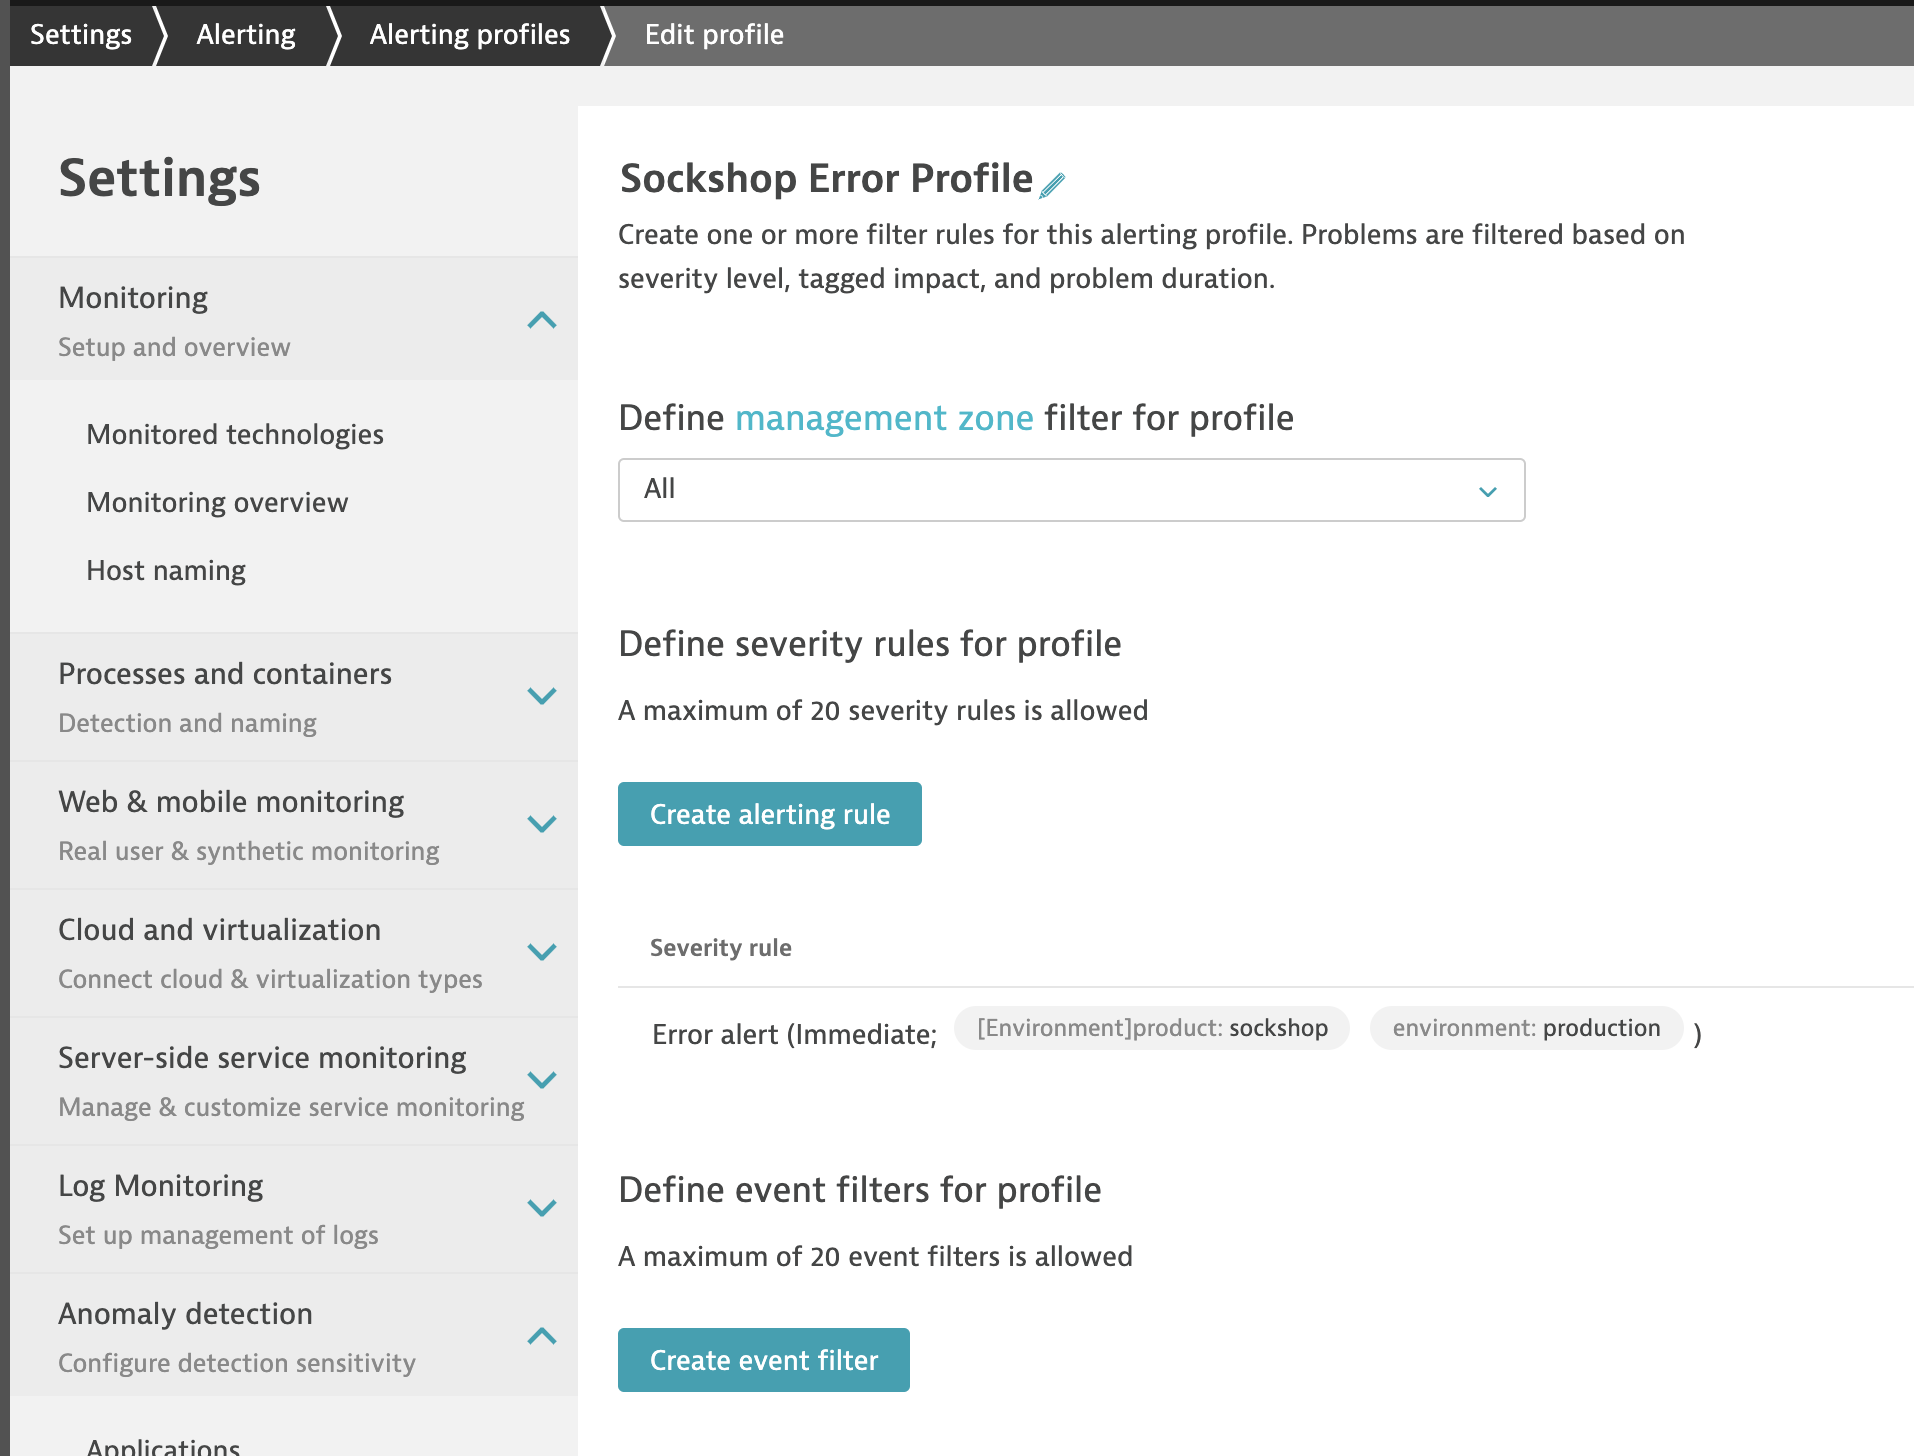 Settings
Alerting
Alerting profiles
Edit profile
Settings
Monitoring
Setup and overview
Monitored technologies
Monitoring overview
Host naming
Processes and containers
Detection and naming
Web & mobile monitoring
Real user & synthetic monitoring
Cloud and virtualization
Connect cloud & virtualization types
Server-side service monitoring
Manage & customize service monitoring
Log Monitoring
Set up management of logs
Anomaly detection
Configure detection sensitivity
Applications
Sockshop Error Profile
Create one or more filter rules for this alerting profile. Problems are filtered based on
severity level, tagged impact, and problem duration.
Define management zone filter for profile
All
Define severity rules for profile
A maximum of 20 severity rules is allowed
Create alerting rule
Severity rule
Error alert (Immediate; [Environment]product: sockshop environment: production )
Define event filters for profile
A maximum of 20 event filters is allowed
Create event filter